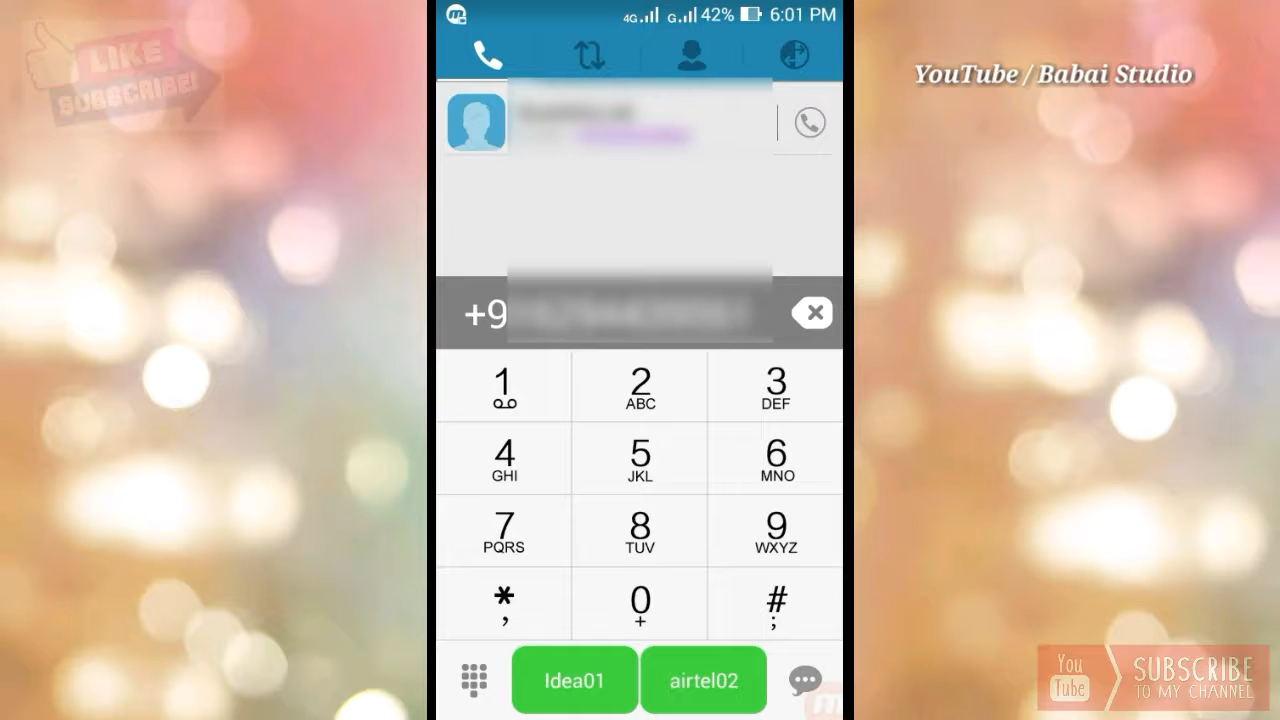 4G G 42% 6:01 PM
LIKE
SUBSCRIBE!
YouTube / Babai Studio
+9
1
2
ABC
3
DEF
4
GHI
5
JKL
6
MNO
7
PQRS
8
TUV
9
WXYZ
*
,
0
+
#
;
Idea01
airtel02
You
Tube
SUBSCRIBE
TO MY CHANNEL